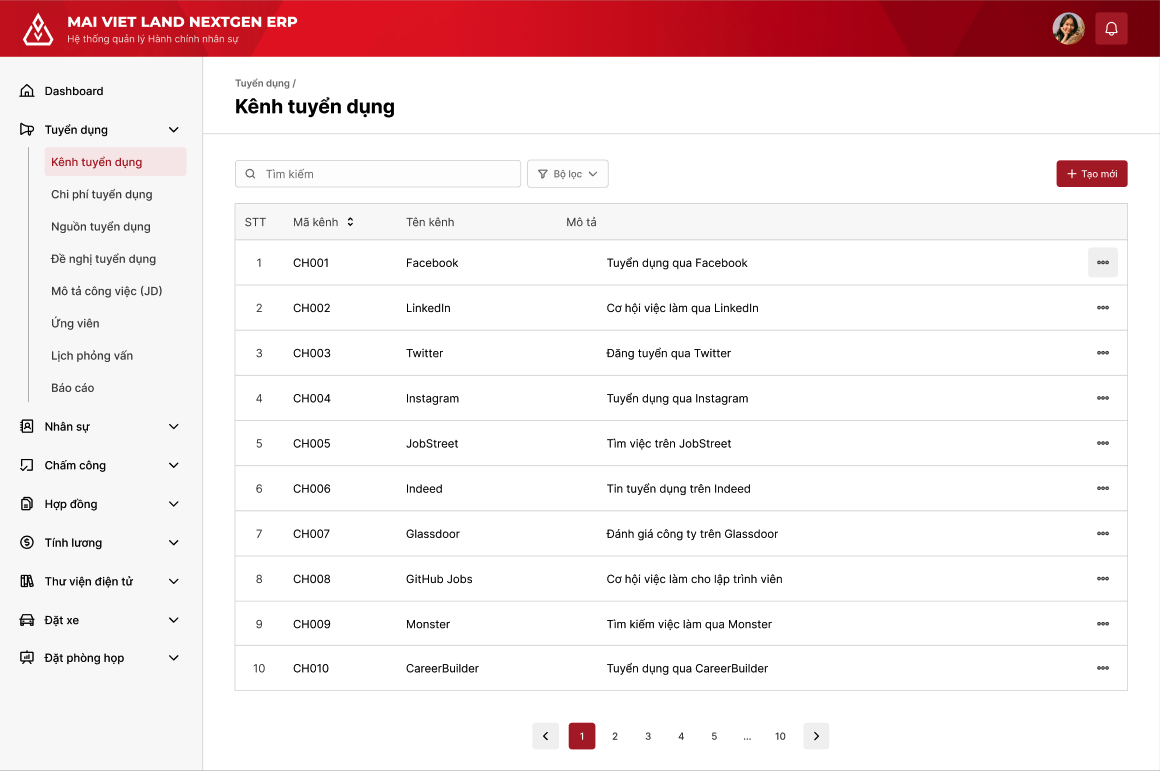 MAI VIET LAND NEXTGEN ERP
Hệ thống quản lý Hành chính nhân sự
Dashboard
Tuyển dụng
Kênh tuyển dụng
Chi phí tuyển dụng
Nguồn tuyển dụng
Đề nghị tuyển dụng
Mô tả công việc (JD)
Ứng viên
Lịch phỏng vấn
Báo cáo
Nhân sự
Chấm công
Hợp đồng
Tính lương
Thư viện điện tử
Đặt xe
Đặt phòng họp
Tuyển dụng /
Kênh tuyển dụng
Tìm kiếm
Bộ lọc
Tạo mới
STT Mã kênh Tên kênh Mô tả
1 CH001 Facebook Tuyển dụng qua Facebook
2 CH002 LinkedIn Cơ hội việc làm qua LinkedIn
3 CH003 Twitter Đăng tuyển qua Twitter
4 CH004 Instagram Tuyển dụng qua Instagram
5 CH005 JobStreet Tìm việc trên JobStreet
6 CH006 Indeed Tin tuyển dụng trên Indeed
7 CH007 Glassdoor Đánh giá công ty trên Glassdoor
8 CH008 GitHub Jobs Cơ hội việc làm cho lập trình viên
9 CH009 Monster Tìm kiếm việc làm qua Monster
10 CH010 CareerBuilder Tuyển dụng qua CareerBuilder
1 2 3 4 5 ... 10